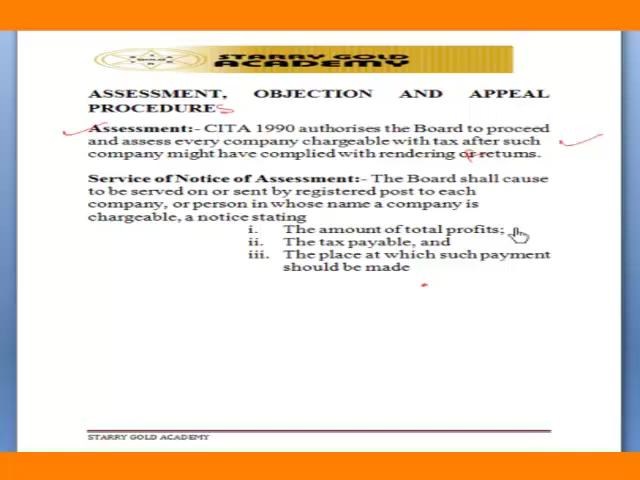 STARRY GOLD
ACADEMY
ASSESSMENT, OBJECTION AND APPEAL
PROCEDURES
Assessment:- CITA 1990 authorises the Board to proceed
and assess every company chargeable with tax after such
company might have complied with rendering of returns.
Service of Notice of Assessment:- The Board shall cause
to be served on or sent by registered post to each
company, or person in whose name a company is
chargeable, a notice stating
i. The amount of total profits;
ii. The tax payable, and
iii. The place at which such payment
should be made
STARRY GOLD ACADEMY